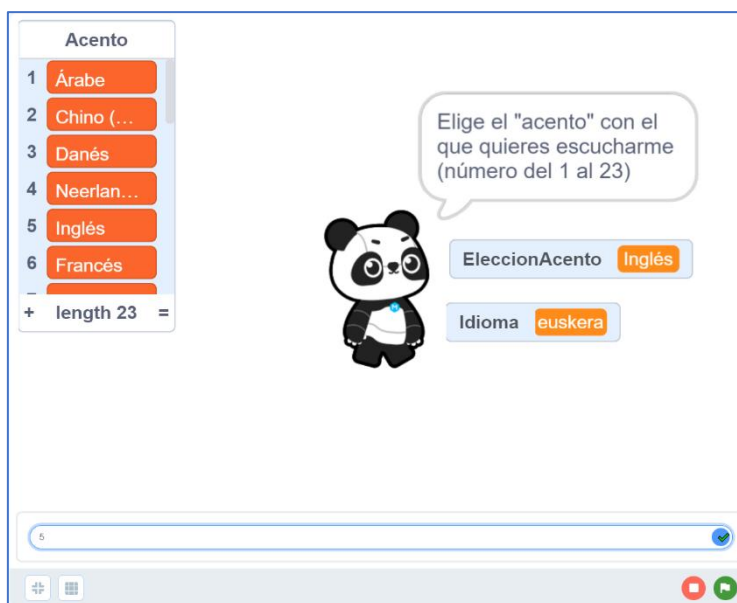 Acento
1 Árabe
2 Chino (...
3 Danés
4 Neerlan...
5 Inglés
6 Francés
+ length 23 =
Elige el "acento" con el
que quieres escucharme
(número del 1 al 23)
EleccionAcento Inglés
Idioma euskera
5